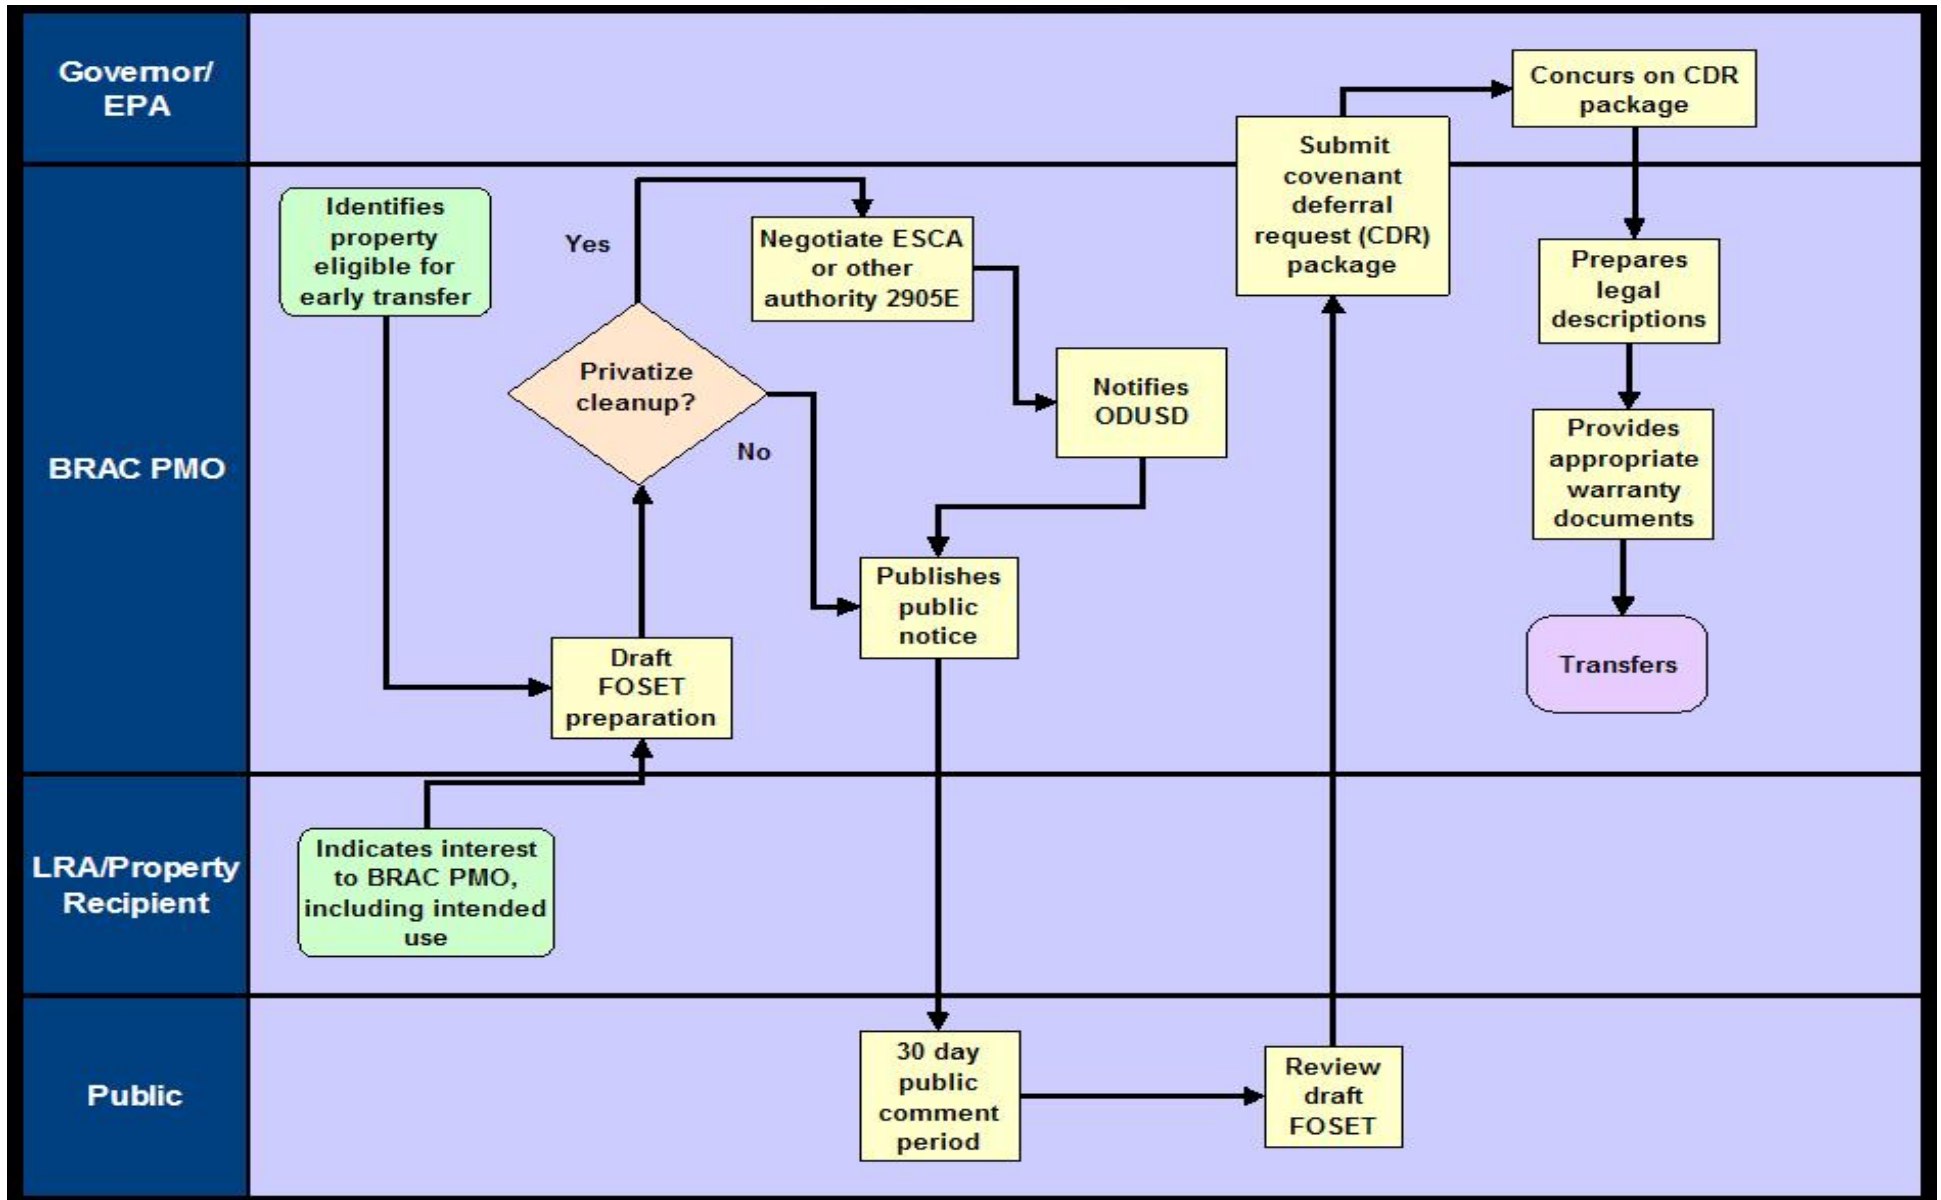 Governor/
EPA
Concurs on CDR
package
Submit
covenant
deferral
request (CDR)
package
BRAC PMO
Identifies
property
eligible for
early transfer
Yes
Negotiate ESCA
or other
authority 2905E
Privatize
cleanup?
No
Notifies
ODUSD
Publishes
public
notice
Draft
FOSET
preparation
Prepares
legal
descriptions
Provides
appropriate
warranty
documents
Transfers
LRA/Property
Recipient
Indicates interest
to BRAC PMO,
including intended
use
Public
30 day
public
comment
period
Review
draft
FOSET